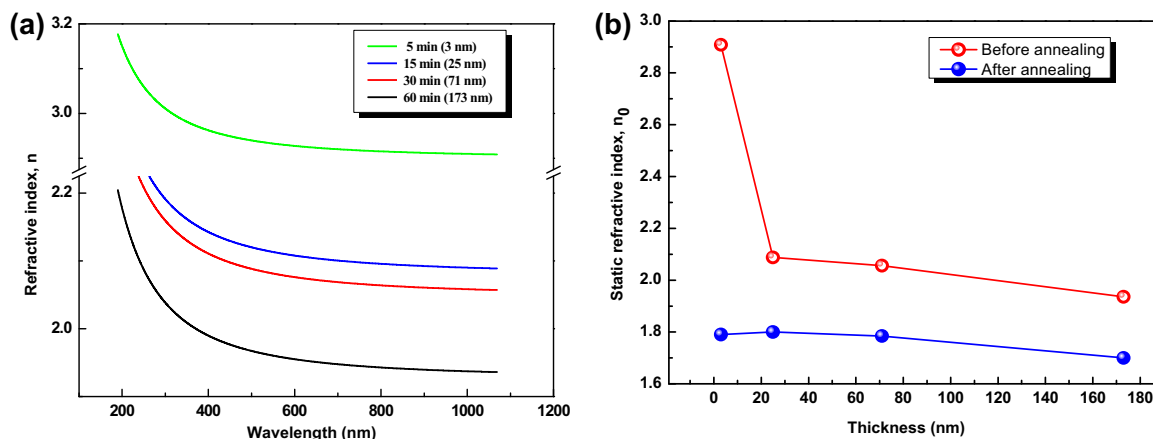 (a)
3.2
3.0
2.2
2.0
Refractive index, n
5 min (3 nm)
15 min (25 nm)
30 min (71 nm)
60 min (173 nm)
200 400 600 800 1000 1200
Wavelength (nm)
(b)
3.0
2.8
2.6
2.4
2.2
2.0
1.8
1.6
Static refractive index, n0
Before annealing
After annealing
0 20 40 60 80 100 120 140 160 180
Thickness (nm)